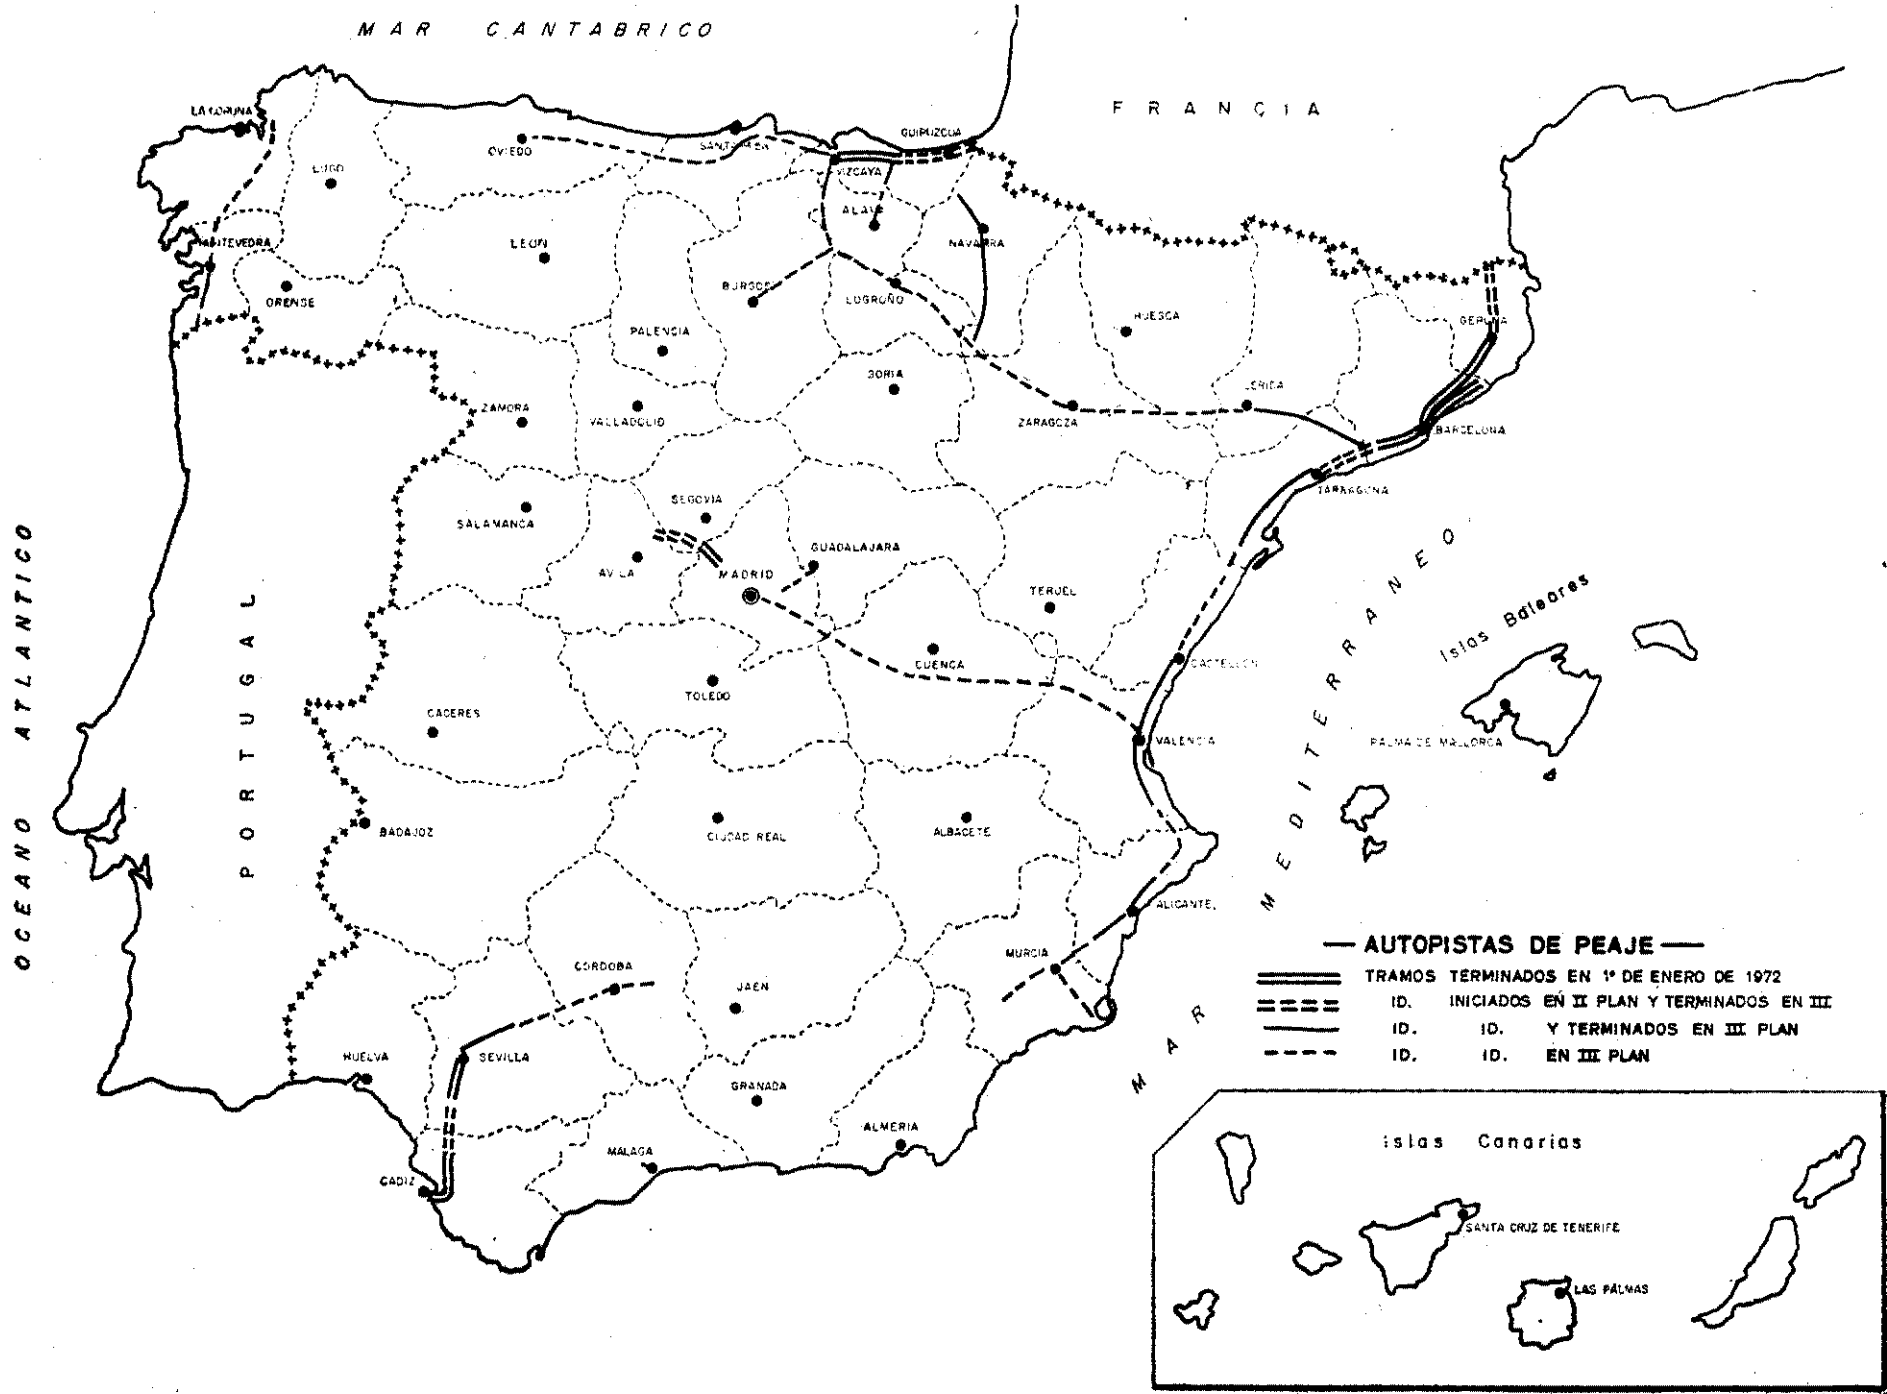 MAR CANTABRICO
FRANCIA
LA CORUÑA
LUGO
OVIEDO
SANTANDER
GUIPUZCUA
VIZCAYA
ALAVA
NAVARRA
LEON
ORENSE
BURGOS
LOGROÑO
PALENCIA
HUESCA
GERONA
ZAMORA
VALLADOLID
SORIA
ZARAGOZA
LERIDA
BARCELONA
TARRAGONA
SEGOVIA
SALAMANCA
AVILA
MADRID
GUADALAJARA
TERUEL
CUENCA
CASTELLON
TOLEDO
CACERES
VALENCIA
PORTUGAL
OCEANO ATLANTICO
MAR MEDITERRANEO
Islas Baleares
PALMA DE MALLORCA
BADAJOZ
CIUDAD REAL
ALBACETE
ALICANTE
MURCIA
CORDOBA
JAEN
HUELVA
SEVILLA
GRANADA
ALMERIA
MALAGA
CADIZ
AUTOPISTAS DE PEAJE
TRAMOS TERMINADOS EN 1º DE ENERO DE 1972
ID. INICIADOS EN II PLAN Y TERMINADOS EN III
ID. ID. Y TERMINADOS EN III PLAN
ID. ID. EN III PLAN
Islas Canarias
SANTA CRUZ DE TENERIFE
LAS PALMAS